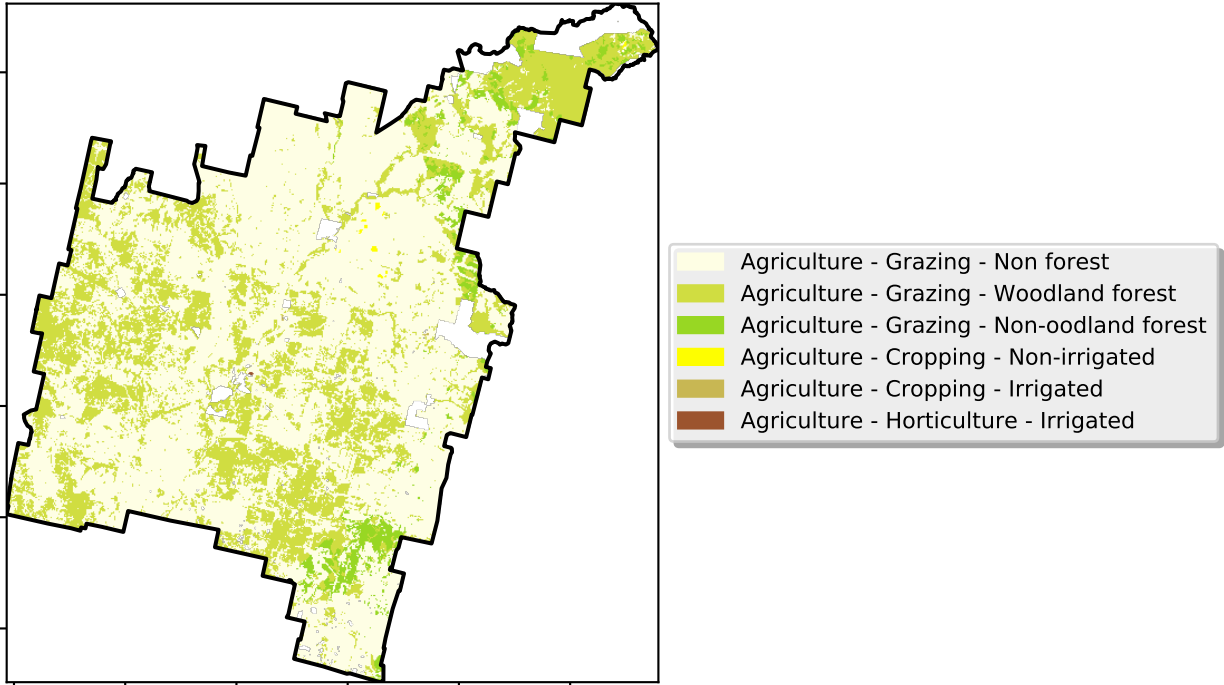 Agriculture - Grazing - Non forest
Agriculture - Grazing - Woodland forest
Agriculture - Grazing - Non-oodland forest
Agriculture - Cropping - Non-irrigated
Agriculture - Cropping - Irrigated
Agriculture - Horticulture - Irrigated